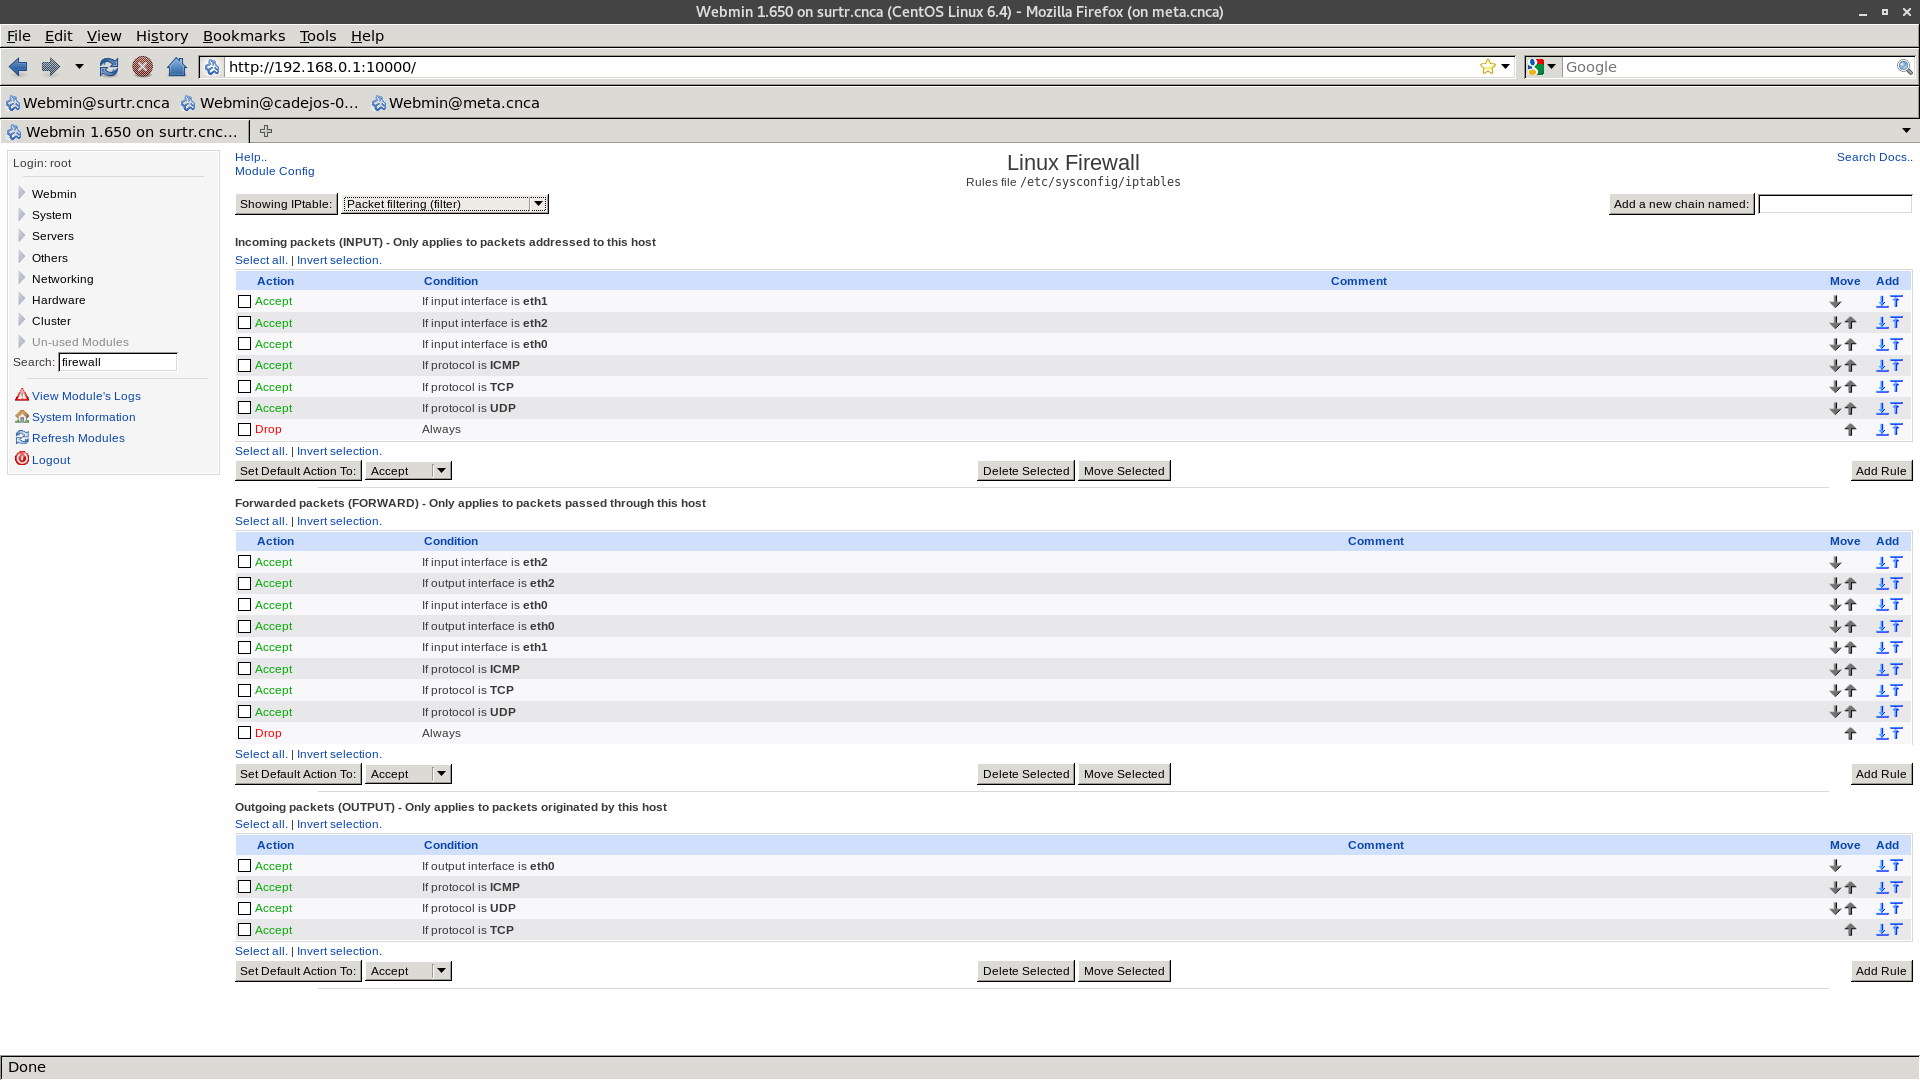 Webmin 1.650 on surtr.cnca (CentOS Linux 6.4) - Mozilla Firefox (on meta.cnca)
File Edit View History Bookmarks Tools Help
http://192.168.0.1:10000/ Google
Webmin@surtr.cnca Webmin@cadejos-0... Webmin@meta.cnca
Webmin 1.650 on surtr.cnc...
Login: root
Webmin
System
Servers
Others
Networking
Hardware
Cluster
Un-used Modules
Search: firewall
View Module's Logs
System Information
Refresh Modules
Logout
Help..
Module Config
Linux Firewall
Rules file /etc/sysconfig/iptables
Search Docs..
Showing IPtable: Packet filtering (filter) Add a new chain named:
Incoming packets (INPUT) - Only applies to packets addressed to this host
Select all. | Invert selection.
Action Condition Comment Move Add
Accept If input interface is eth1
Accept If input interface is eth2
Accept If input interface is eth0
Accept If protocol is ICMP
Accept If protocol is TCP
Accept If protocol is UDP
Drop Always
Select all. | Invert selection.
Set Default Action To: Accept Delete Selected Move Selected Add Rule
Forwarded packets (FORWARD) - Only applies to packets passed through this host
Select all. | Invert selection.
Action Condition Comment Move Add
Accept If input interface is eth2
Accept If output interface is eth2
Accept If input interface is eth0
Accept If output interface is eth0
Accept If input interface is eth1
Accept If protocol is ICMP
Accept If protocol is TCP
Accept If protocol is UDP
Drop Always
Select all. | Invert selection.
Set Default Action To: Accept Delete Selected Move Selected Add Rule
Outgoing packets (OUTPUT) - Only applies to packets originated by this host
Select all. | Invert selection.
Action Condition Comment Move Add
Accept If output interface is eth0
Accept If protocol is ICMP
Accept If protocol is UDP
Accept If protocol is TCP
Select all. | Invert selection.
Set Default Action To: Accept Delete Selected Move Selected Add Rule
Done